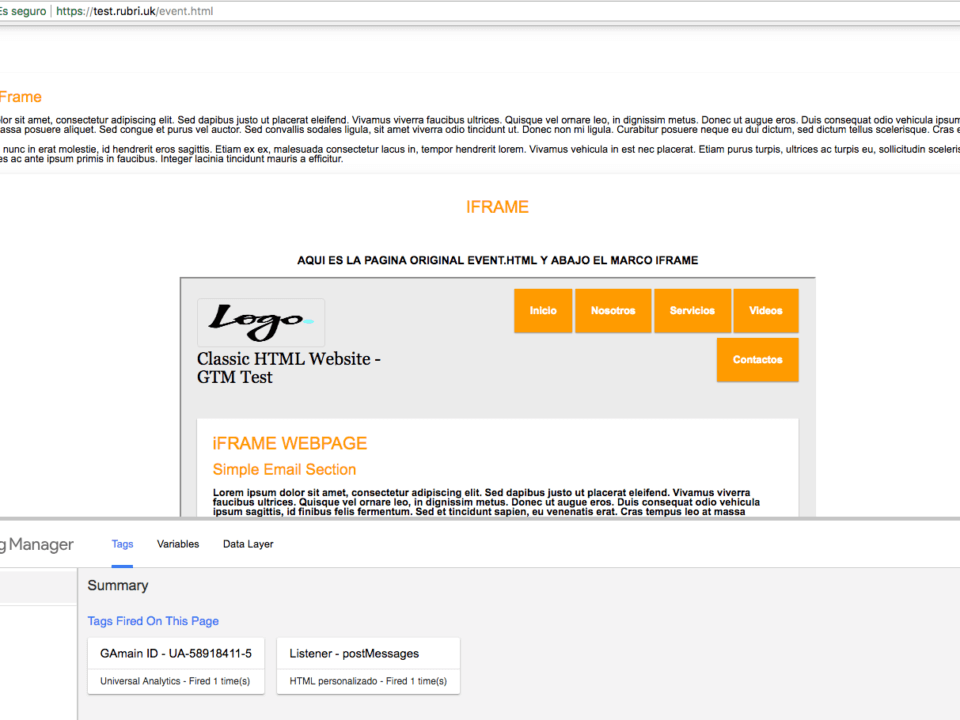 Es seguro | https://test.rubri.uk/event.html
iFrame
lor sit amet, consectetur adipiscing elit. Sed dapibus justo ut placerat eleifend. Vivamus viverra faucibus ultrices. Quisque vel ornare leo, in dignissim metus. Donec ut augue eros. Duis consequat odio vehicula ipsum
assa posuere aliquet. Sed congue et purus vel auctor. Sed convallis sodales ligula, sit amet viverra odio tincidunt ut. Donec non mi ligula. Curabitur posuere neque eu dui dictum, sed dictum tellus scelerisque. Cras e
nunc in erat molestie, id hendrerit eros sagittis. Etiam ex ex, malesuada consectetur lacus in, tempor hendrerit lorem. Vivamus vehicula in est nec placerat. Etiam purus turpis, ultrices ac turpis eu, sollicitudin sceleris
es ac ante ipsum primis in faucibus. Integer lacinia tincidunt mauris a efficitur.
IFRAME
AQUI ES LA PAGINA ORIGINAL EVENT.HTML Y ABAJO EL MARCO IFRAME
Logo
Inicio Nosotros Servicios Videos
Contactos
Classic HTML Website -
GTM Test
iFRAME WEBPAGE
Simple Email Section
Lorem ipsum dolor sit amet, consectetur adipiscing elit. Sed dapibus justo ut placerat eleifend. Vivamus viverra
faucibus ultrices. Quisque vel ornare leo, in dignissim metus. Donec ut augue eros. Duis consequat odio vehicula
ipsum sagittis, id finibus felis fermentum. Sed et tincidunt sapien, eu venenatis erat. Cras tempus leo at massa
g Manager Tags Variables Data Layer
Summary
Tags Fired On This Page
GAmain ID - UA-58918411-5
Universal Analytics - Fired 1 time(s)
Listener - postMessages
HTML personalizado - Fired 1 time(s)